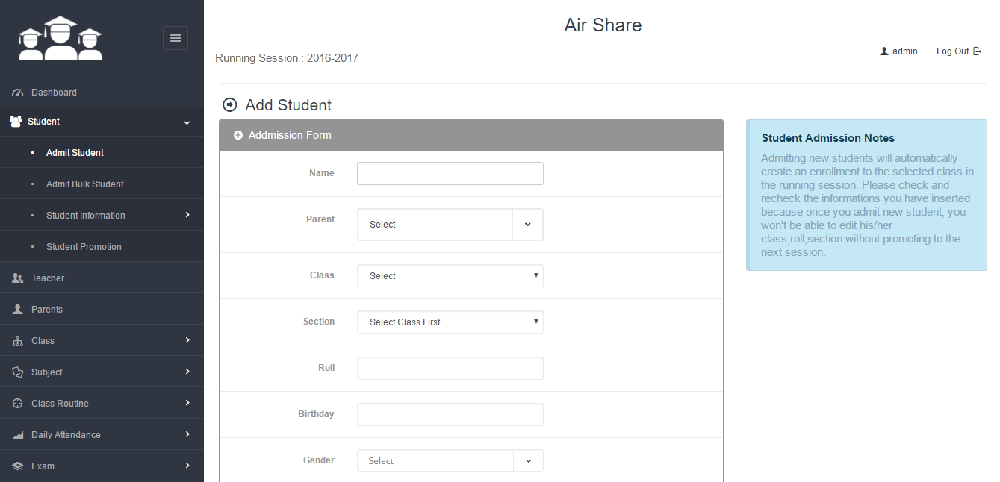 Air Share
Running Session : 2016-2017
admin
Log Out
Dashboard
Student
Admit Student
Admit Bulk Student
Student Information
Student Promotion
Teacher
Parents
Class
Subject
Class Routine
Daily Attendance
Exam
Add Student
Addmission Form
Name
Parent
Select
Class
Select
Section
Select Class First
Roll
Birthday
Gender
Select
Student Admission Notes
Admitting new students will automatically
create an enrollment to the selected class in
the running session. Please check and
recheck the informations you have inserted
because once you admit new student, you
won't be able to edit his/her
class,roll,section without promoting to the
next session.